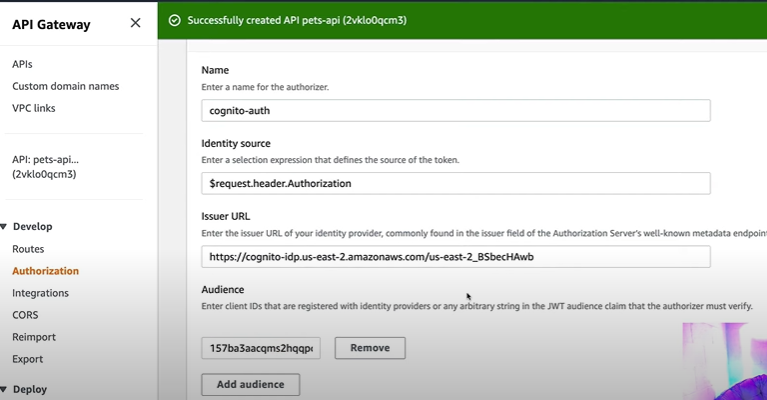 API Gateway
Successfully created API pets-api (2vklo0qcm3)
APIs
Custom domain names
VPC links
API: pets-api...
(2vklo0qcm3)
Develop
Routes
Authorization
Integrations
CORS
Reimport
Export
Deploy
Name
Enter a name for the authorizer.
cognito-auth
Identity source
Enter a selection expression that defines the source of the token.
$request.header.Authorization
Issuer URL
Enter the issuer URL of your identity provider, commonly found in the issuer field of the Authorization Server's well-known metadata endpoint
https://cognito-idp.us-east-2.amazonaws.com/us-east-2_BSbecHAwb
Audience
Enter client IDs that are registered with identity providers or any arbitrary string in the JWT audience claim that the authorizer must verify.
157ba3aacqms2hqqp
Remove
Add audience